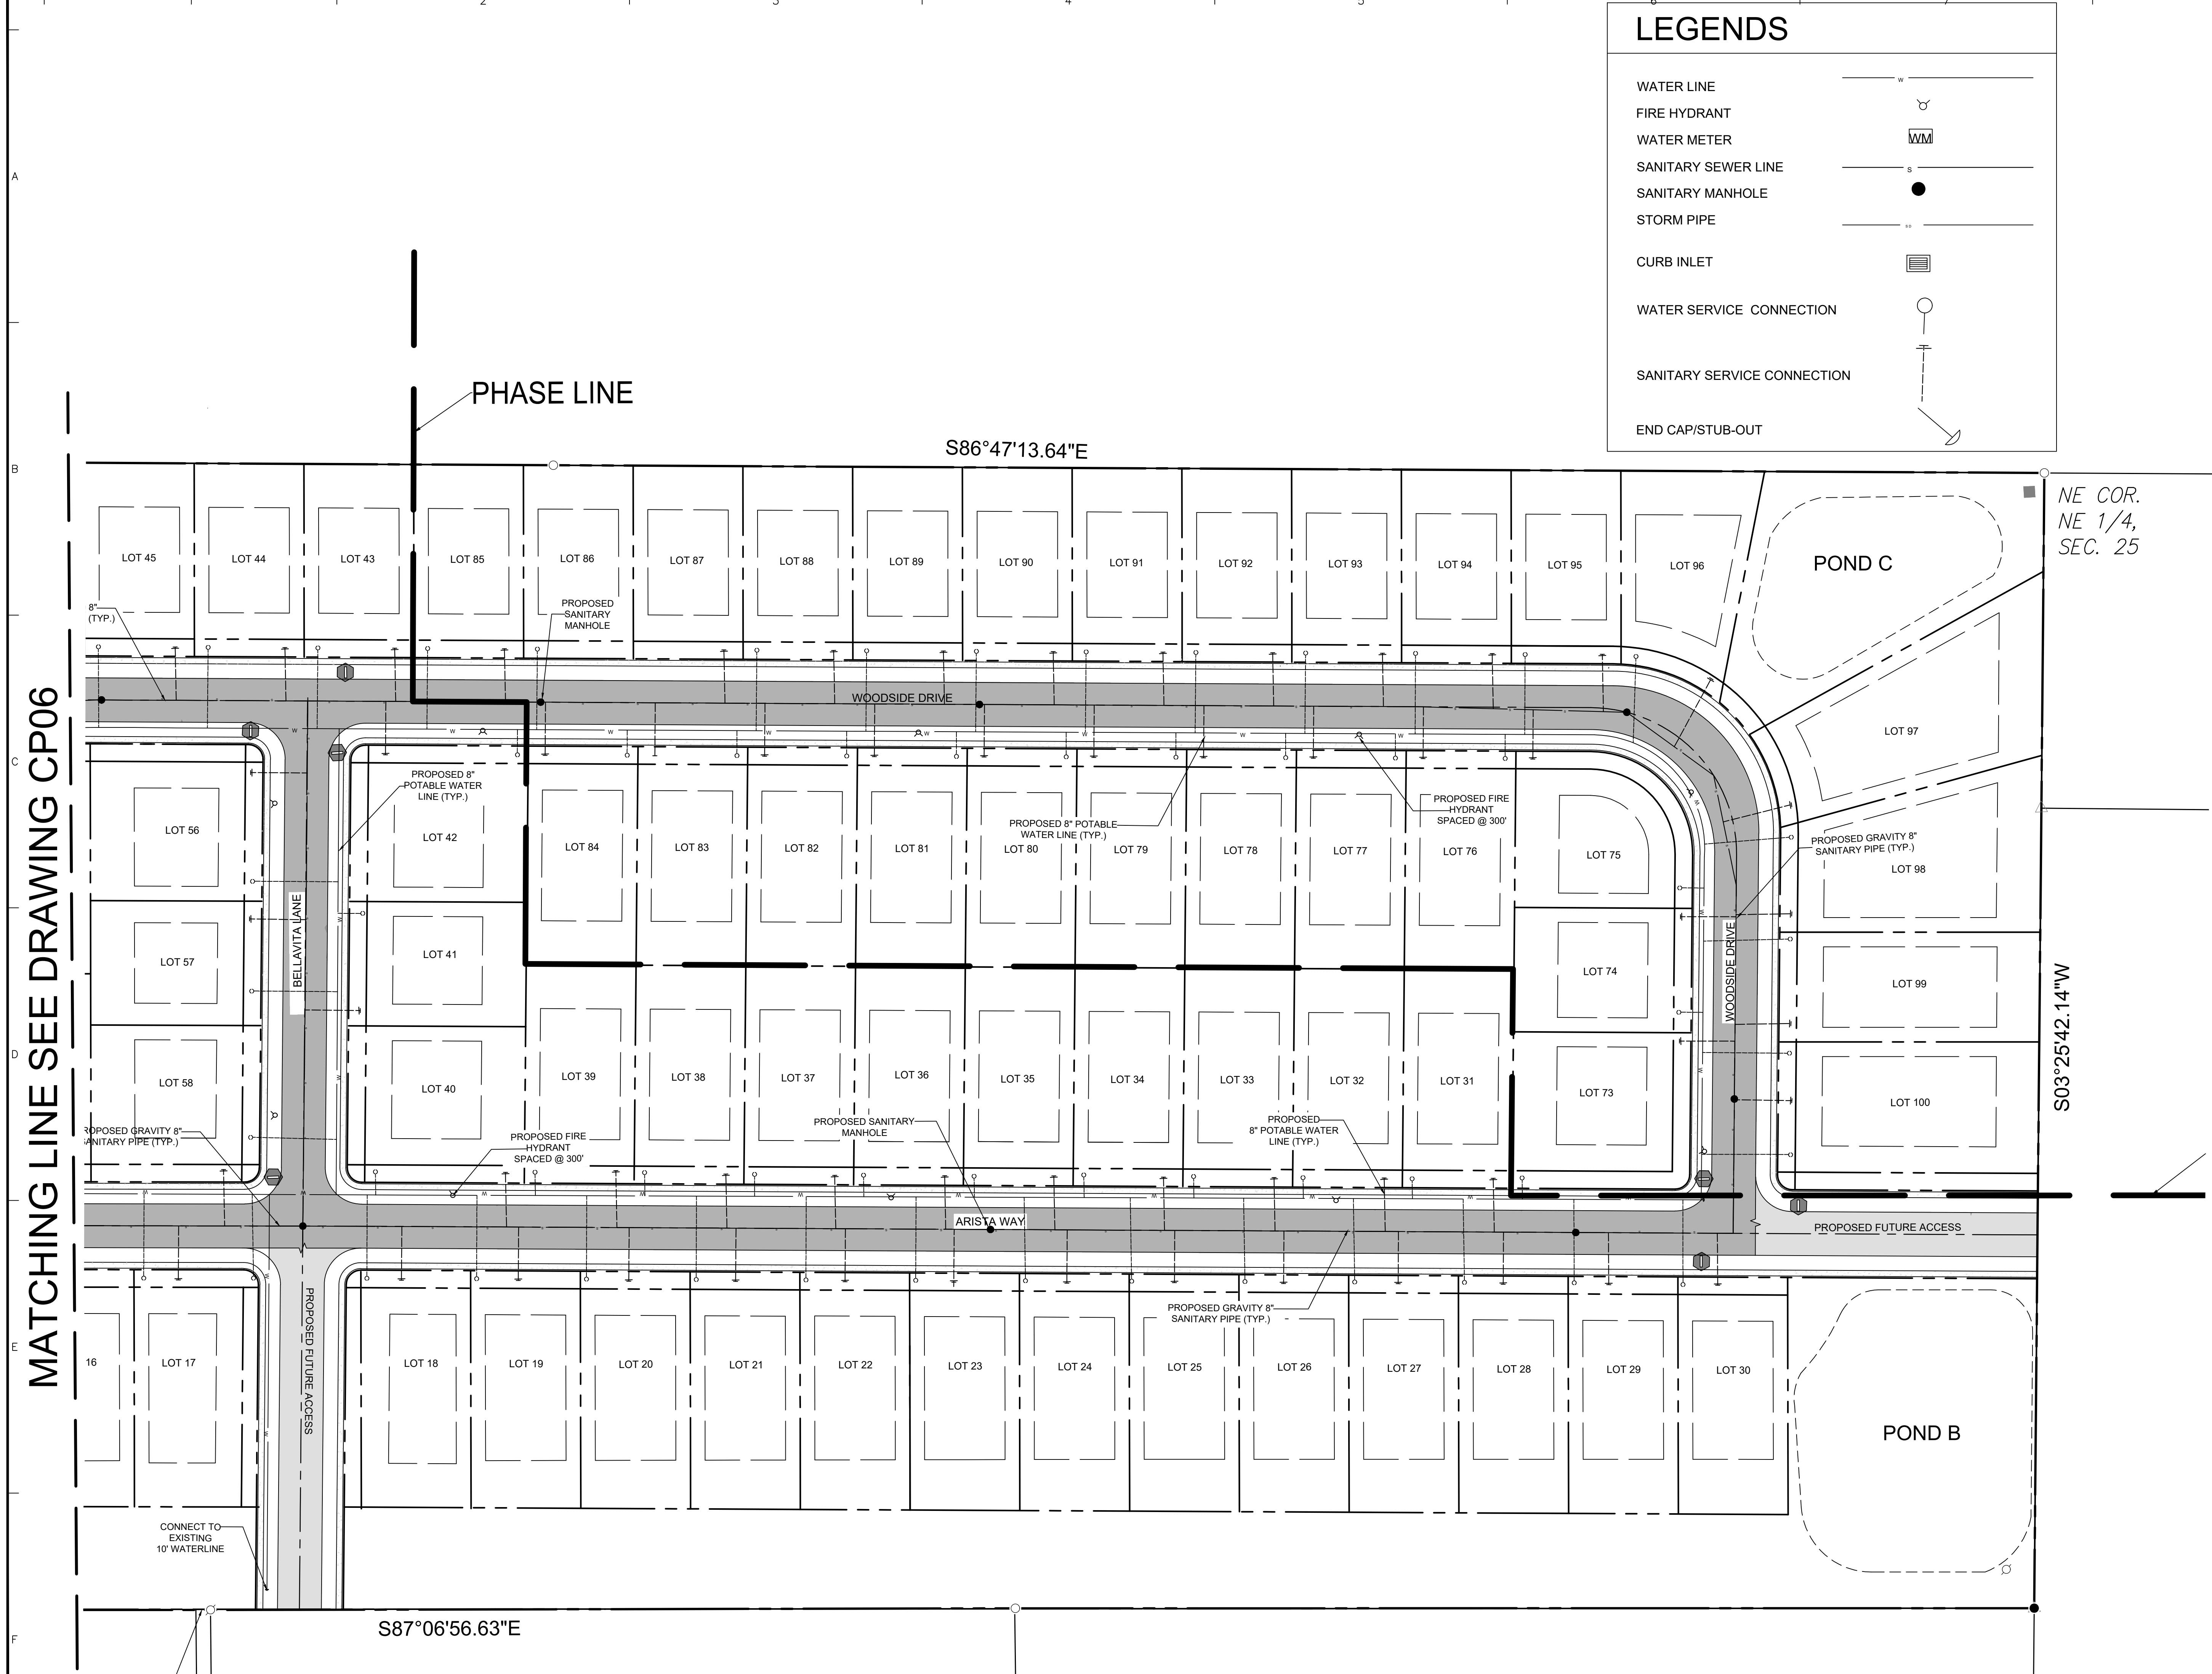 2
3
4
5
6
7
LEGENDS
WATER LINE
W
FIRE HYDRANT
WATER METER
WM
SANITARY SEWER LINE
S
SANITARY MANHOLE
STORM PIPE
CURB INLET
WATER SERVICE CONNECTION
SANITARY SERVICE CONNECTION
END CAP/STUB-OUT
A
B
C
D
E
F
PHASE LINE
S86°47'13.64"E
NE COR.
NE 1/4,
SEC. 25
POND C
LOT 45
LOT 44
LOT 43
LOT 85
LOT 86
LOT 87
LOT 88
LOT 89
LOT 90
LOT 91
LOT 92
LOT 93
LOT 94
LOT 95
LOT 96
8"
(TYP.)
PROPOSED
SANITARY
MANHOLE
WOODSIDE DRIVE
LOT 97
MATCHING LINE SEE DRAWING CP06
PROPOSED 8"
POTABLE WATER
LINE (TYP.)
PROPOSED 8" POTABLE
WATER LINE (TYP.)
PROPOSED FIRE
HYDRANT
SPACED @ 300'
PROPOSED GRAVITY 8"
SANITARY PIPE (TYP.)
LOT 56
LOT 42
LOT 84
LOT 83
LOT 82
LOT 81
LOT 80
LOT 79
LOT 78
LOT 77
LOT 76
LOT 75
LOT 98
BELLAVITA LANE
WOODSIDE DRIVE
LOT 57
LOT 41
LOT 74
LOT 99
S03°25'42.14"W
LOT 58
LOT 40
LOT 39
LOT 38
LOT 37
LOT 36
LOT 35
LOT 34
LOT 33
LOT 32
LOT 31
LOT 73
LOT 100
ROPOSED GRAVITY 8"
ANITARY PIPE (TYP.)
PROPOSED FIRE
HYDRANT
SPACED @ 300'
PROPOSED SANITARY
MANHOLE
PROPOSED
8" POTABLE WATER
LINE (TYP.)
ARISTA WAY
PROPOSED FUTURE ACCESS
PROPOSED FUTURE ACCESS
PROPOSED GRAVITY 8"
SANITARY PIPE (TYP.)
16
LOT 17
LOT 18
LOT 19
LOT 20
LOT 21
LOT 22
LOT 23
LOT 24
LOT 25
LOT 26
LOT 27
LOT 28
LOT 29
LOT 30
POND B
CONNECT TO
EXISTING
10' WATERLINE
S87°06'56.63"E